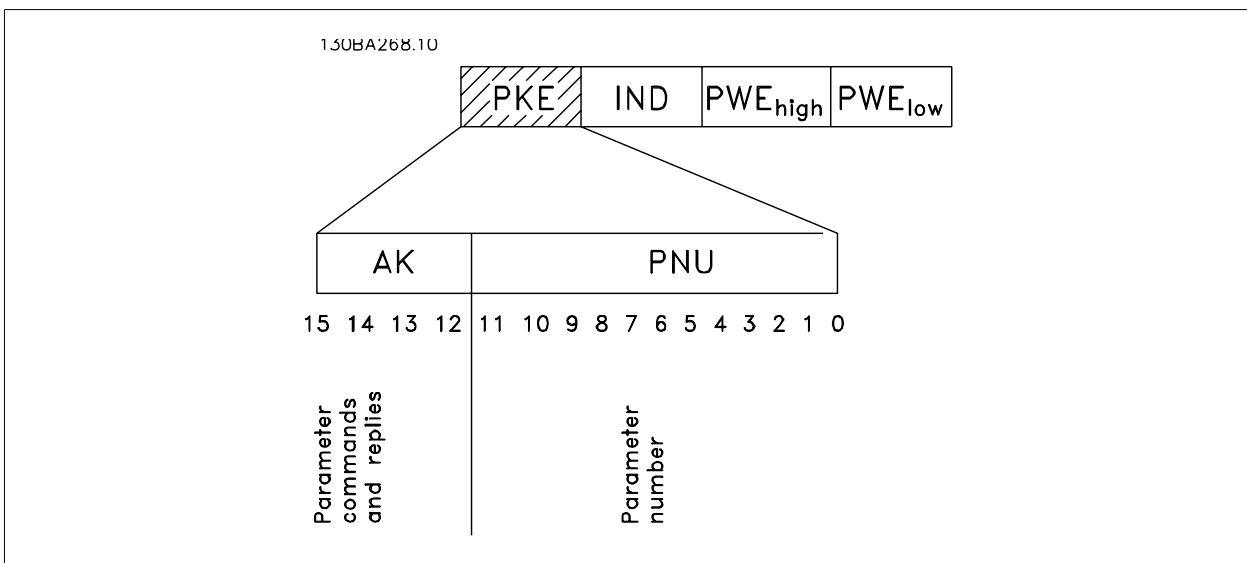 130BA268.10
PKE IND PWEhigh PWElow
AK PNU
15 14 13 12 11 10 9 8 7 6 5 4 3 2 1 0
Parameter
commands
and replies
Parameter
number